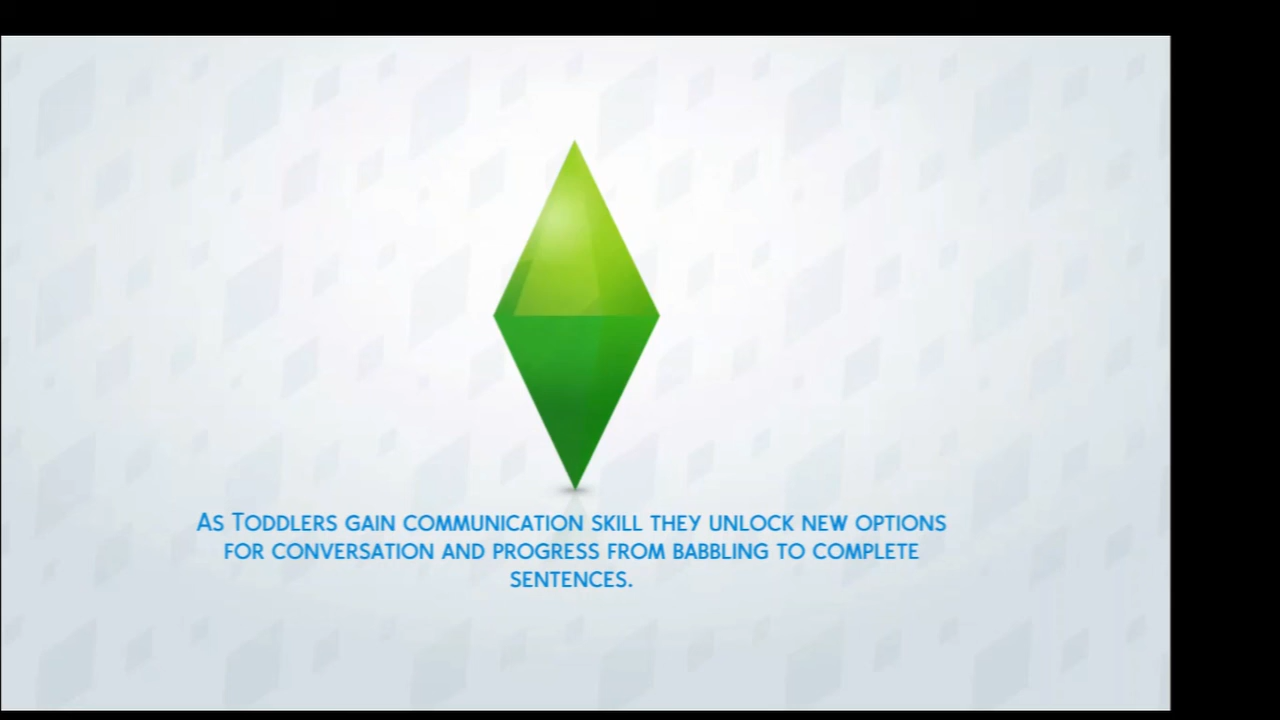 As Toddlers gain communication skill they unlock new options
for conversation and progress from babbling to complete
sentences.